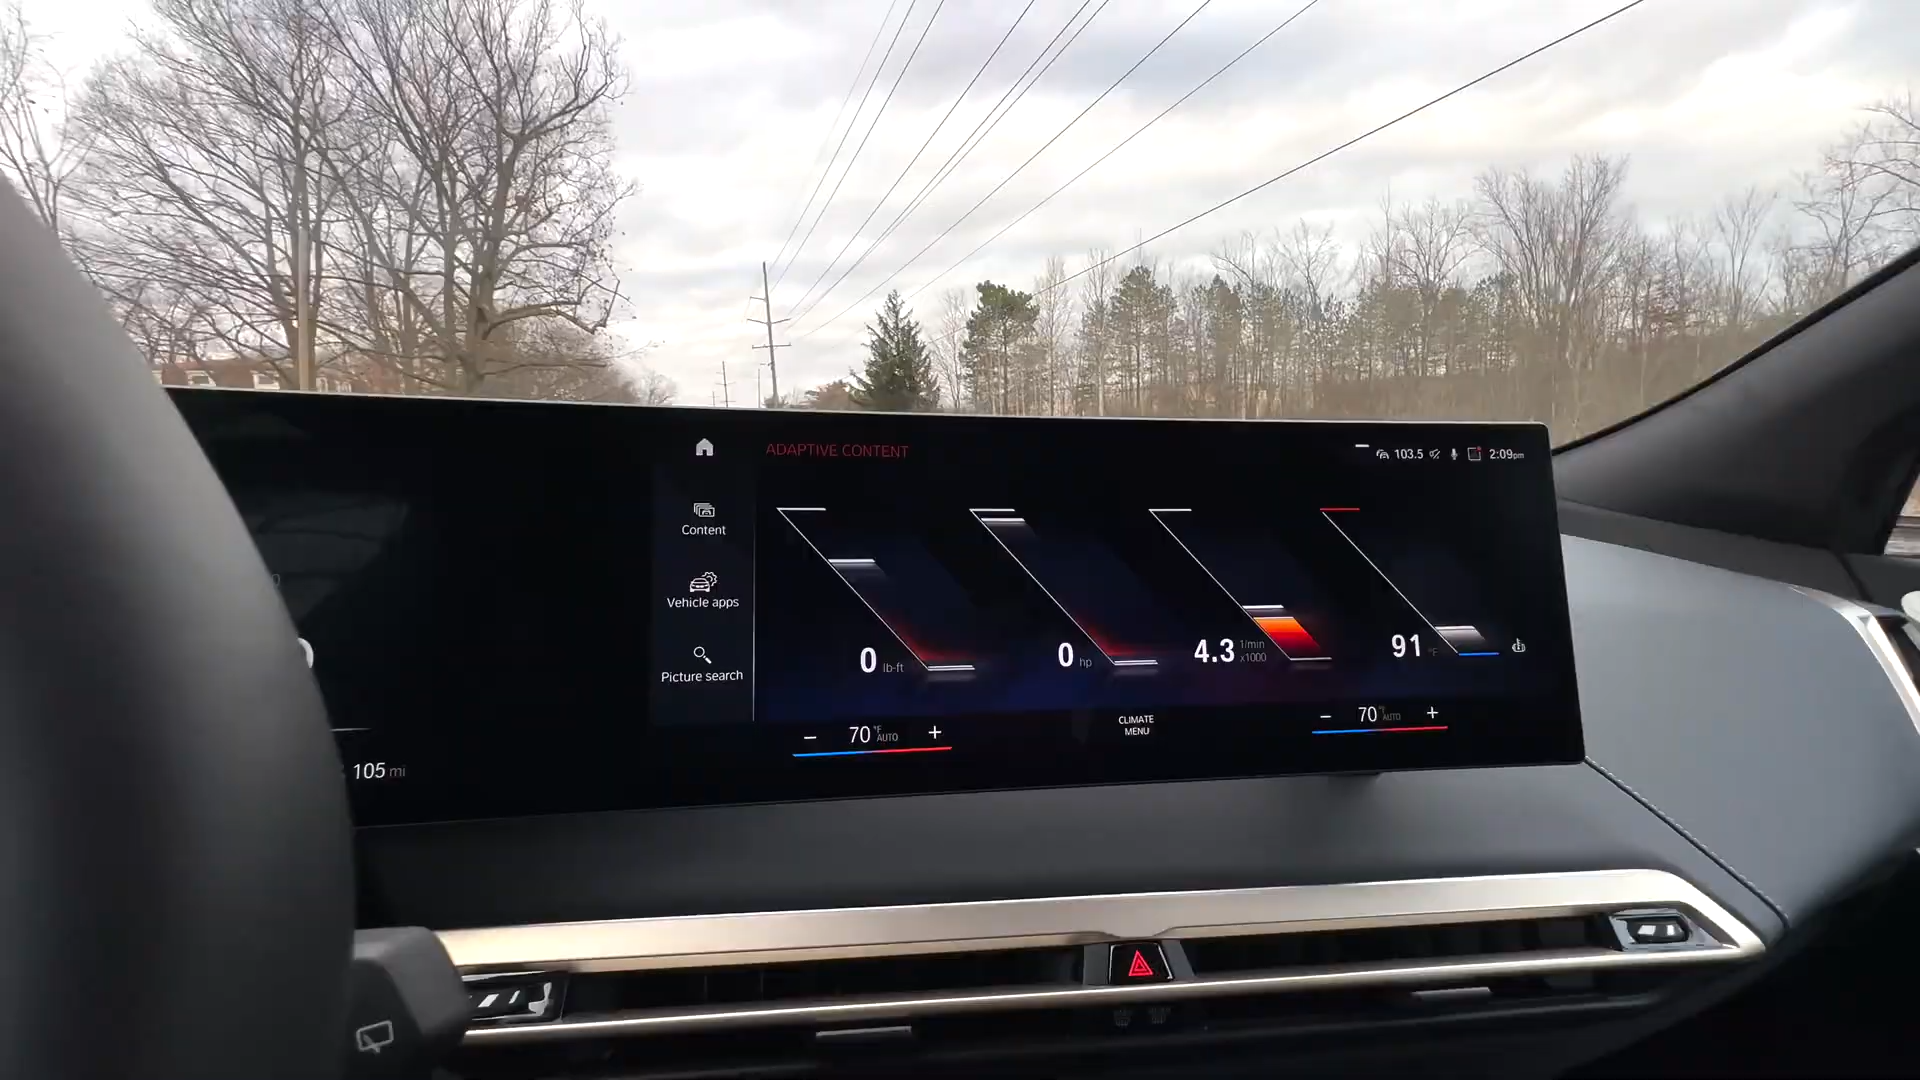 ADAPTIVE CONTENT
103.5
2:09pm
Content
Vehicle apps
Picture search
0 lb-ft
0 hp
4.3 1/min x1000
91 °F
− 70 °F AUTO +
CLIMATE
MENU
− 70 °F AUTO +
105 mi